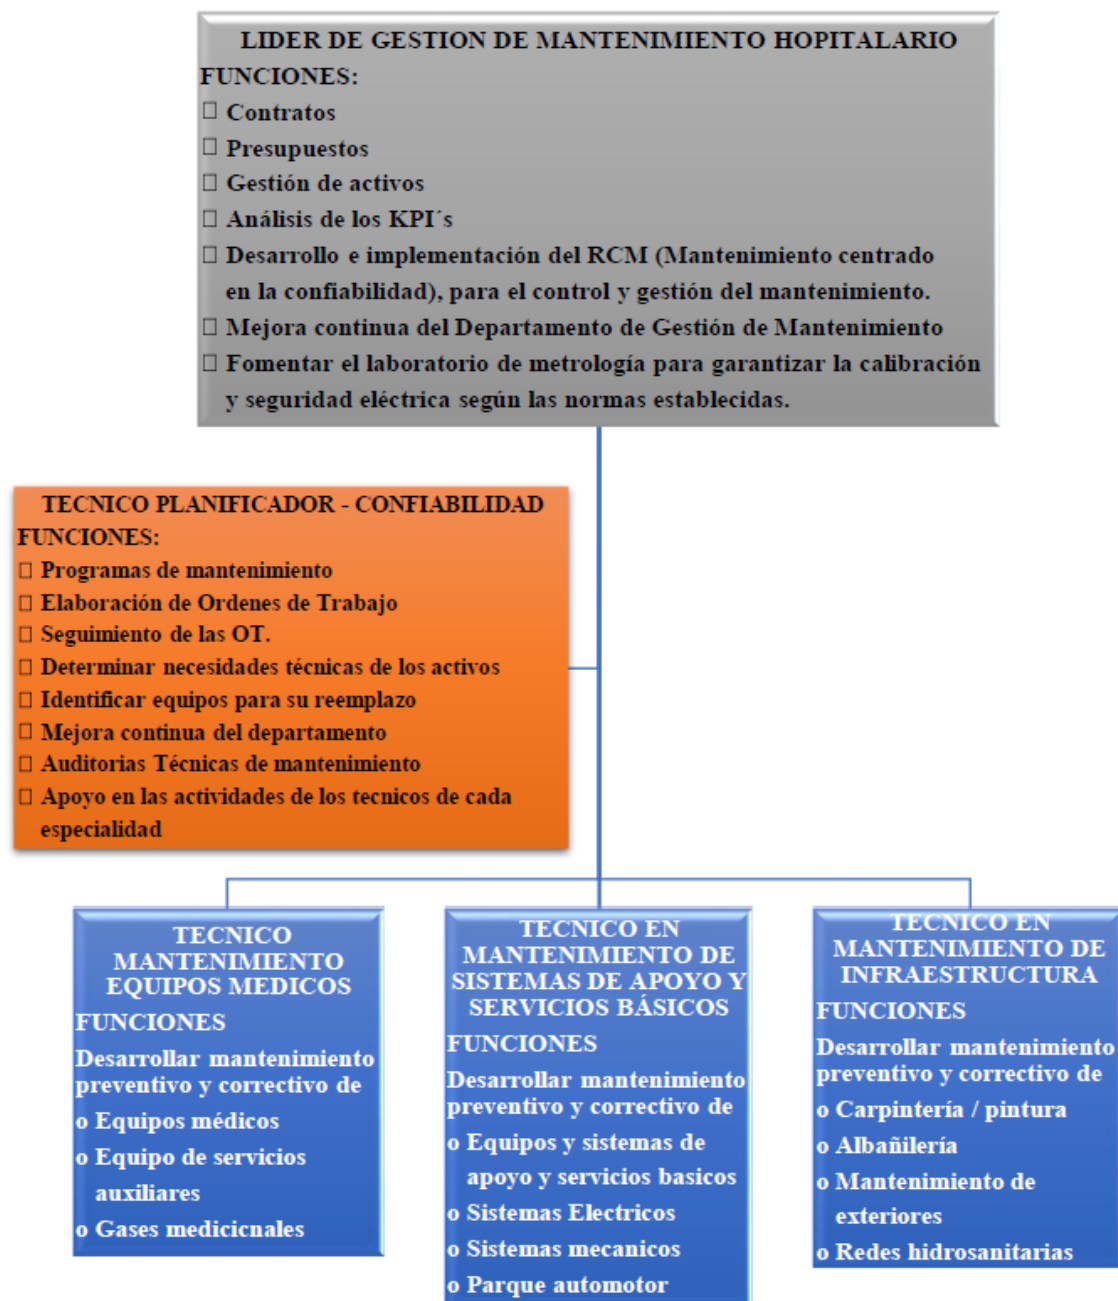 LIDER DE GESTION DE MANTENIMIENTO HOPITALARIO
FUNCIONES:
□ Contratos
□ Presupuestos
□ Gestión de activos
□ Análisis de los KPI´s
□ Desarrollo e implementación del RCM (Mantenimiento centrado
en la confiabilidad), para el control y gestión del mantenimiento.
□ Mejora continua del Departamento de Gestión de Mantenimiento
□ Fomentar el laboratorio de metrología para garantizar la calibración
y seguridad eléctrica según las normas establecidas.
TECNICO PLANIFICADOR - CONFIABILIDAD
FUNCIONES:
□ Programas de mantenimiento
□ Elaboración de Ordenes de Trabajo
□ Seguimiento de las OT.
□ Determinar necesidades técnicas de los activos
□ Identificar equipos para su reemplazo
□ Mejora continua del departamento
□ Auditorias Técnicas de mantenimiento
□ Apoyo en las actividades de los tecnicos de cada
especialidad
TECNICO
MANTENIMIENTO
EQUIPOS MEDICOS
FUNCIONES
Desarrollar mantenimiento
preventivo y correctivo de
o Equipos médicos
o Equipo de servicios
auxiliares
o Gases medicicnales
TECNICO EN
MANTENIMIENTO DE
SISTEMAS DE APOYO Y
SERVICIOS BÁSICOS
FUNCIONES
Desarrollar mantenimiento
preventivo y correctivo de
o Equipos y sistemas de
apoyo y servicios basicos
o Sistemas Electricos
o Sistemas mecanicos
o Parque automotor
TECNICO EN
MANTENIMIENTO DE
INFRAESTRUCTURA
FUNCIONES
Desarrollar mantenimiento
preventivo y correctivo de
o Carpintería / pintura
o Albañilería
o Mantenimiento de
exteriores
o Redes hidrosanitarias